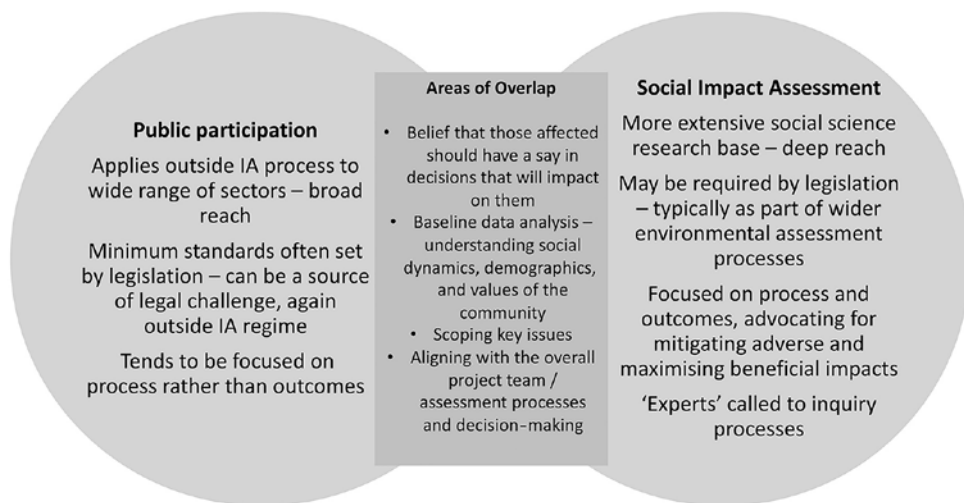 Public participation
Applies outside IA process to
wide range of sectors – broad
reach
Minimum standards often set
by legislation – can be a source
of legal challenge, again
outside IA regime
Tends to be focused on
process rather than outcomes
Areas of Overlap
• Belief that those affected
should have a say in
decisions that will impact
on them
• Baseline data analysis –
understanding social
dynamics, demographics,
and values of the
community
• Scoping key issues
• Aligning with the overall
project team /
assessment processes
and decision-making
Social Impact Assessment
More extensive social science
research base – deep reach
May be required by legislation
– typically as part of wider
environmental assessment
processes
Focused on process and
outcomes, advocating for
mitigating adverse and
maximising beneficial impacts
‘Experts’ called to inquiry
processes